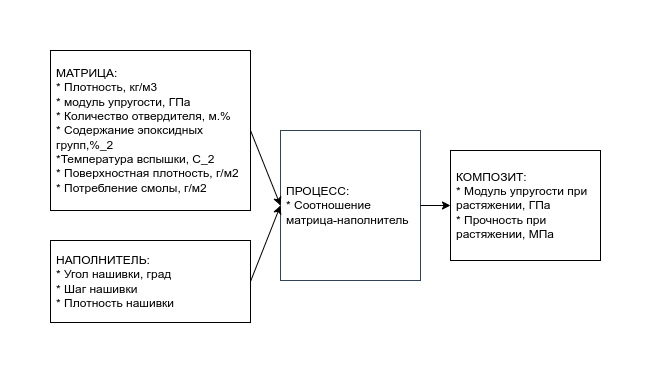 МАТРИЦА:
* Плотность, кг/м3
* модуль упругости, ГПа
* Количество отвердителя, м.%
* Содержание эпоксидных
групп,%_2
*Температура вспышки, С_2
* Поверхностная плотность, г/м2
* Потребление смолы, г/м2
НАПОЛНИТЕЛЬ:
* Угол нашивки, град
* Шаг нашивки
* Плотность нашивки
ПРОЦЕСС:
* Соотношение
матрица-наполнитель
КОМПОЗИТ:
* Модуль упругости при
растяжении, ГПа
* Прочность при
растяжении, МПа